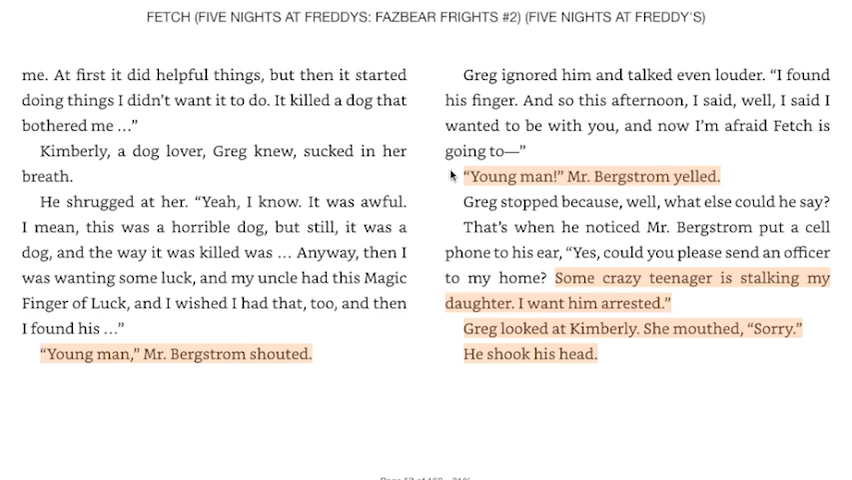 FETCH (FIVE NIGHTS AT FREDDYS: FAZBEAR FRIGHTS #2) (FIVE NIGHTS AT FREDDY'S)
me. At first it did helpful things, but then it started
doing things I didn’t want it to do. It killed a dog that
bothered me …”
Kimberly, a dog lover, Greg knew, sucked in her
breath.
He shrugged at her. “Yeah, I know. It was awful.
I mean, this was a horrible dog, but still, it was a
dog, and the way it was killed was … Anyway, then I
was wanting some luck, and my uncle had this Magic
Finger of Luck, and I wished I had that, too, and then
I found his …”
“Young man,” Mr. Bergstrom shouted.
Greg ignored him and talked even louder. “I found
his finger. And so this afternoon, I said, well, I said I
wanted to be with you, and now I’m afraid Fetch is
going to—”
“Young man!” Mr. Bergstrom yelled.
Greg stopped because, well, what else could he say?
That’s when he noticed Mr. Bergstrom put a cell
phone to his ear, “Yes, could you please send an officer
to my home? Some crazy teenager is stalking my
daughter. I want him arrested.”
Greg looked at Kimberly. She mouthed, “Sorry.”
He shook his head.